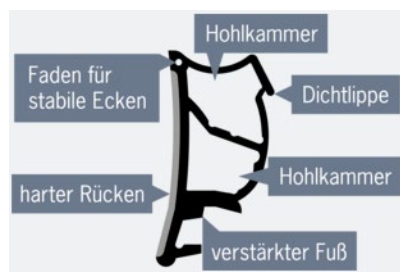 Hohlkammer
Faden für
stabile Ecken
Dichtlippe
Hohlkammer
harter Rücken
verstärkter Fuß